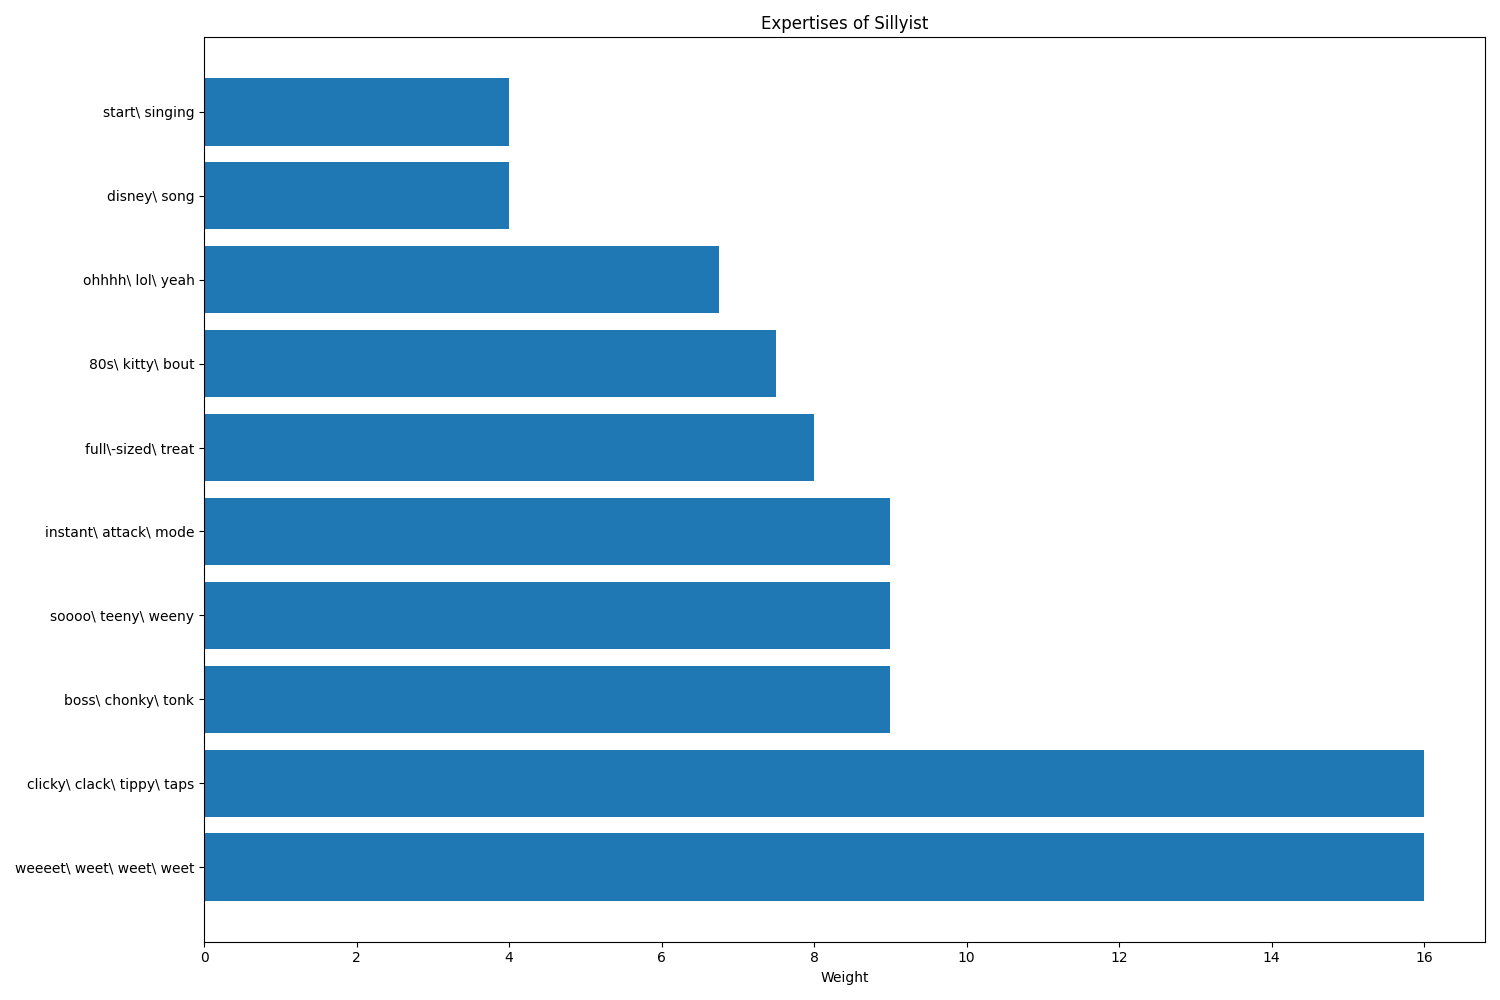 Expertises of Sillyist
start\ singing
disney\ song
ohhhh\ lol\ yeah
80s\ kitty\ bout
full\-sized\ treat
instant\ attack\ mode
soooo\ teeny\ weeny
boss\ chonky\ tonk
clicky\ clack\ tippy\ taps
weeeet\ weet\ weet\ weet
0 2 4 6 8 10 12 14 16
Weight